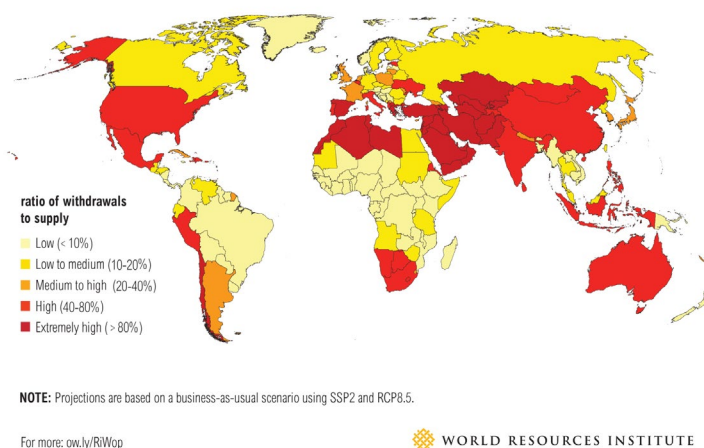 ratio of withdrawals
to supply
Low (< 10%)
Low to medium (10-20%)
Medium to high (20-40%)
High (40-80%)
Extremely high (> 80%)
NOTE: Projections are based on a business-as-usual scenario using SSP2 and RCP8.5.
For more: ow.ly/RiWop
WORLD RESOURCES INSTITUTE